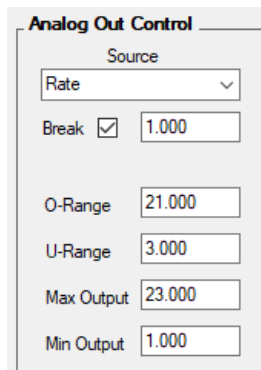 Analog Out Control
Source
Rate
Break 1.000
O-Range 21.000
U-Range 3.000
Max Output 23.000
Min Output 1.000